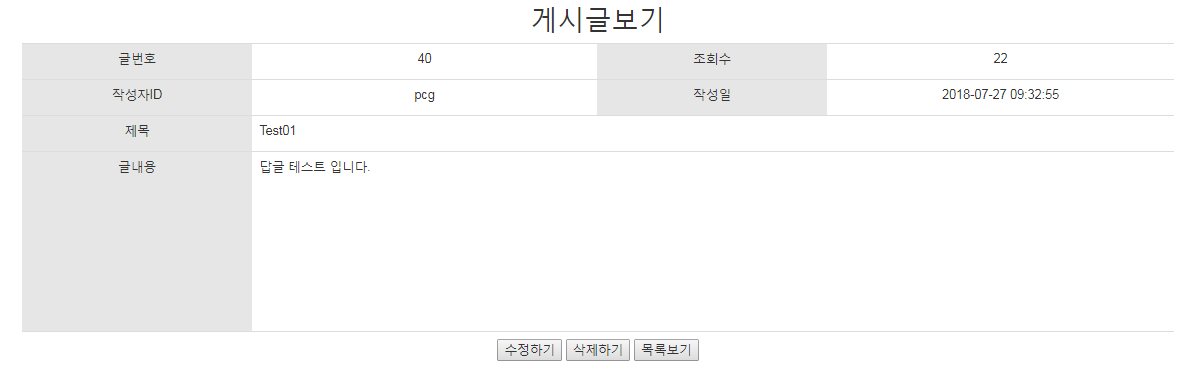 게시글보기
글번호 40 조회수 22
작성자ID pcg 작성일 2018-07-27 09:32:55
제목 Test01
글내용 답글 테스트 입니다.
수정하기 삭제하기 목록보기